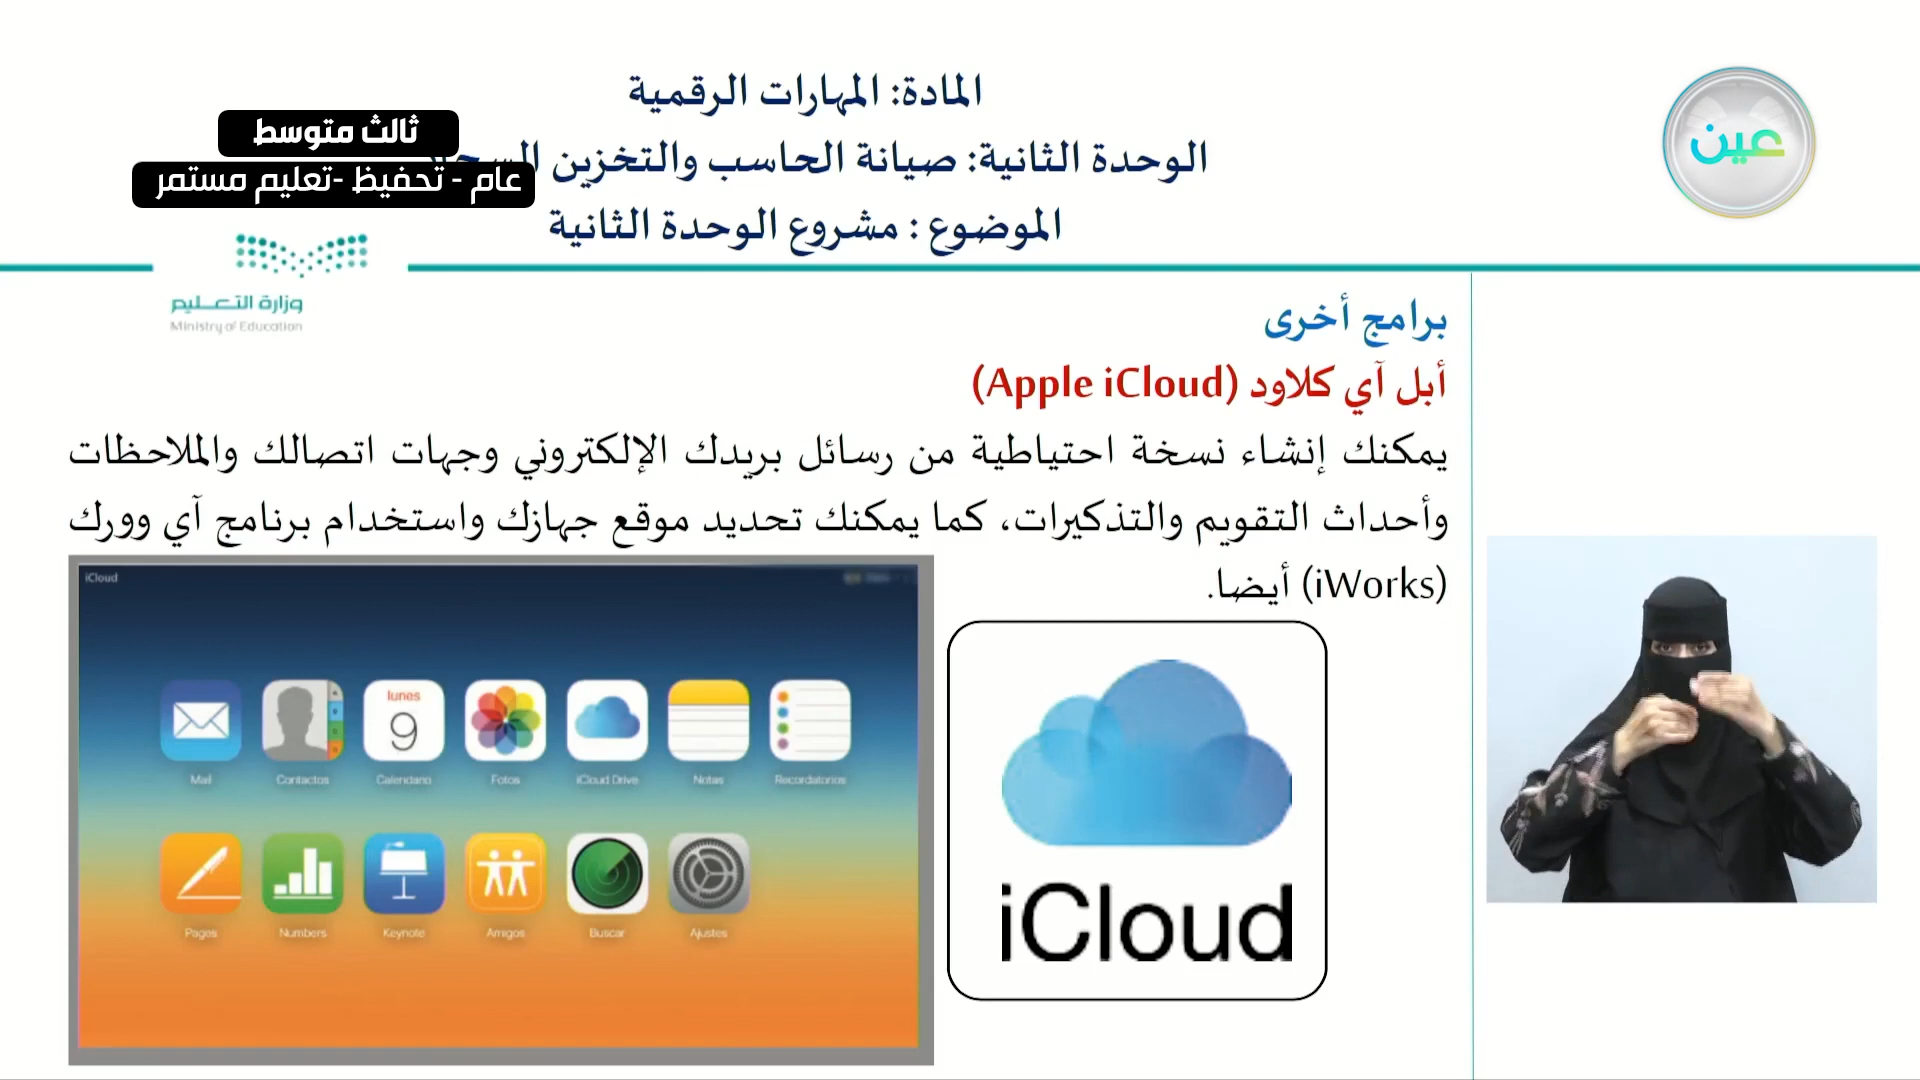 المادة: المهارات الرقمية
الوحدة الثانية: صيانة الحاسب والتخزين
الموضوع : مشروع الوحدة الثانية
ثالث متوسط
عام - تحفيظ -تعليم مستمر
عين
وزارة التعليم
Ministry of Education
برامج أخرى
أبل آي كلاود (Apple iCloud)
يمكنك إنشاء نسخة احتياطية من رسائل بريدك الإلكتروني وجهات اتصالك والملاحظات
وأحداث التقويم والتذكيرات، كما يمكنك تحديد موقع جهازك واستخدام برنامج آي وورك
(iWorks) أيضا.
iCloud
lunes
9
Mail Contactos Calendario Fotos iCloud Drive Notas Recordatorios
Pages Numbers Keynote Amigos Buscar Ajustes
iCloud